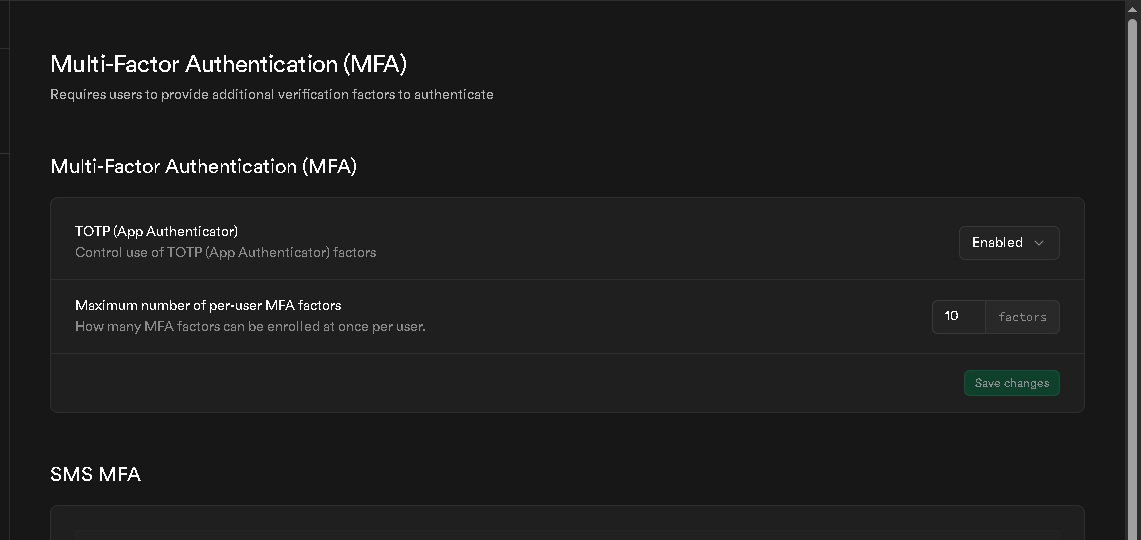 Multi-Factor Authentication (MFA)
Requires users to provide additional verification factors to authenticate
Multi-Factor Authentication (MFA)
TOTP (App Authenticator)
Control use of TOTP (App Authenticator) factors
Enabled
Maximum number of per-user MFA factors
How many MFA factors can be enrolled at once per user.
10 factors
Save changes
SMS MFA